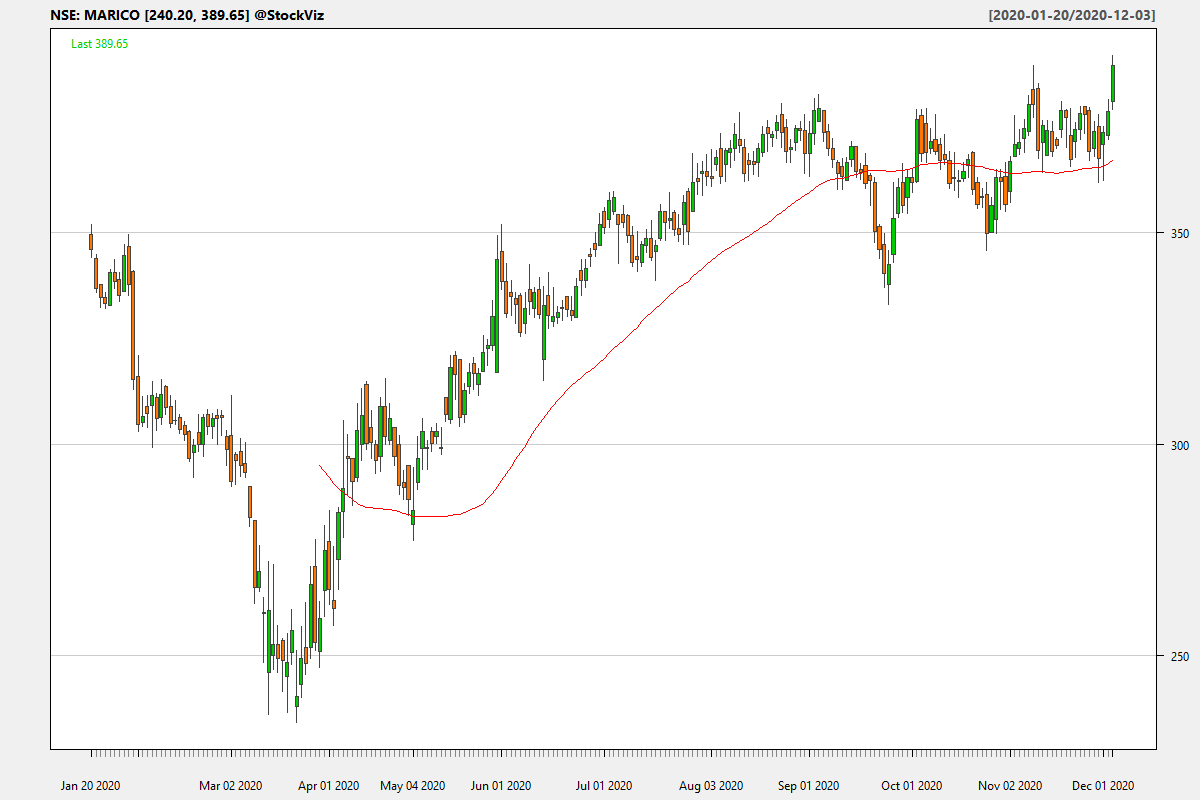 NSE: MARICO [240.20, 389.65] @StockViz [2020-01-20/2020-12-03]
Last 389.65
350
300
250
Jan 20 2020 Mar 02 2020 Apr 01 2020 May 04 2020 Jun 01 2020 Jul 01 2020 Aug 03 2020 Sep 01 2020 Oct 01 2020 Nov 02 2020 Dec 01 2020